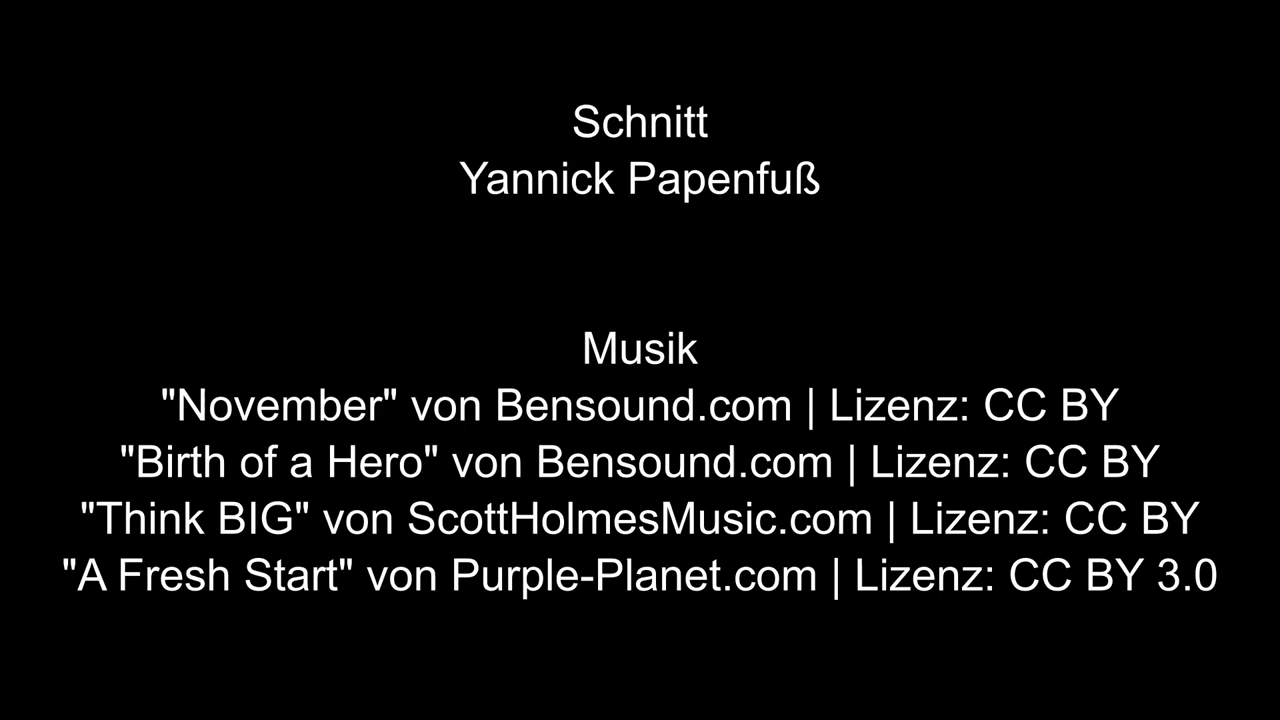 Schnitt
Yannick Papenfuß
Musik
"November" von Bensound.com | Lizenz: CC BY
"Birth of a Hero" von Bensound.com | Lizenz: CC BY
"Think BIG" von ScottHolmesMusic.com | Lizenz: CC BY
"A Fresh Start" von Purple-Planet.com | Lizenz: CC BY 3.0